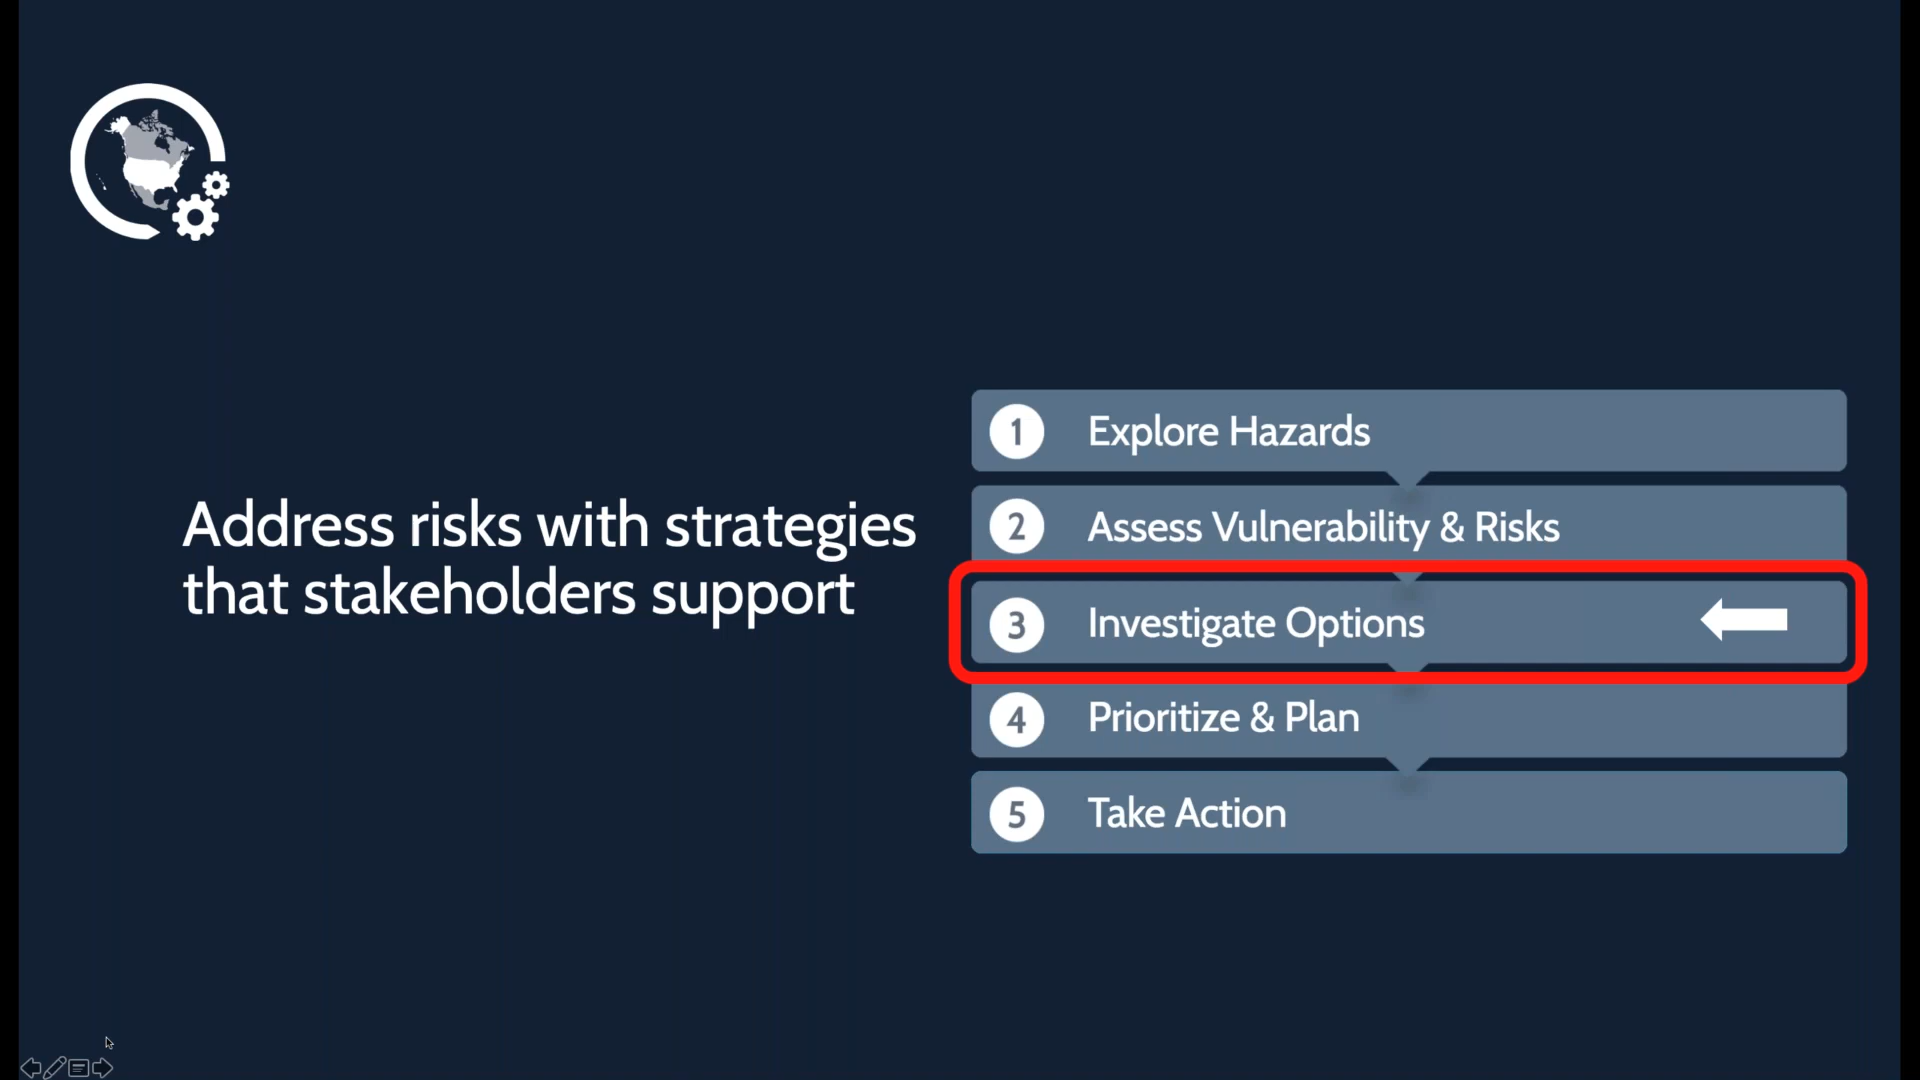 Address risks with strategies
that stakeholders support
1 Explore Hazards
2 Assess Vulnerability & Risks
3 Investigate Options
4 Prioritize & Plan
5 Take Action